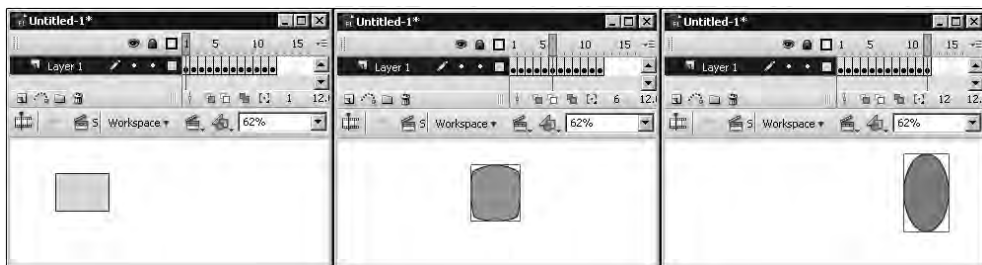 Untitled-1*
1 5 10 15
Layer 1
1 12.
S Workspace 62%
Untitled-1*
1 5 10 15
Layer 1
6 12.
S Workspace 62%
Untitled-1*
1 5 10 15
Layer 1
12 12.
S Workspace 62%